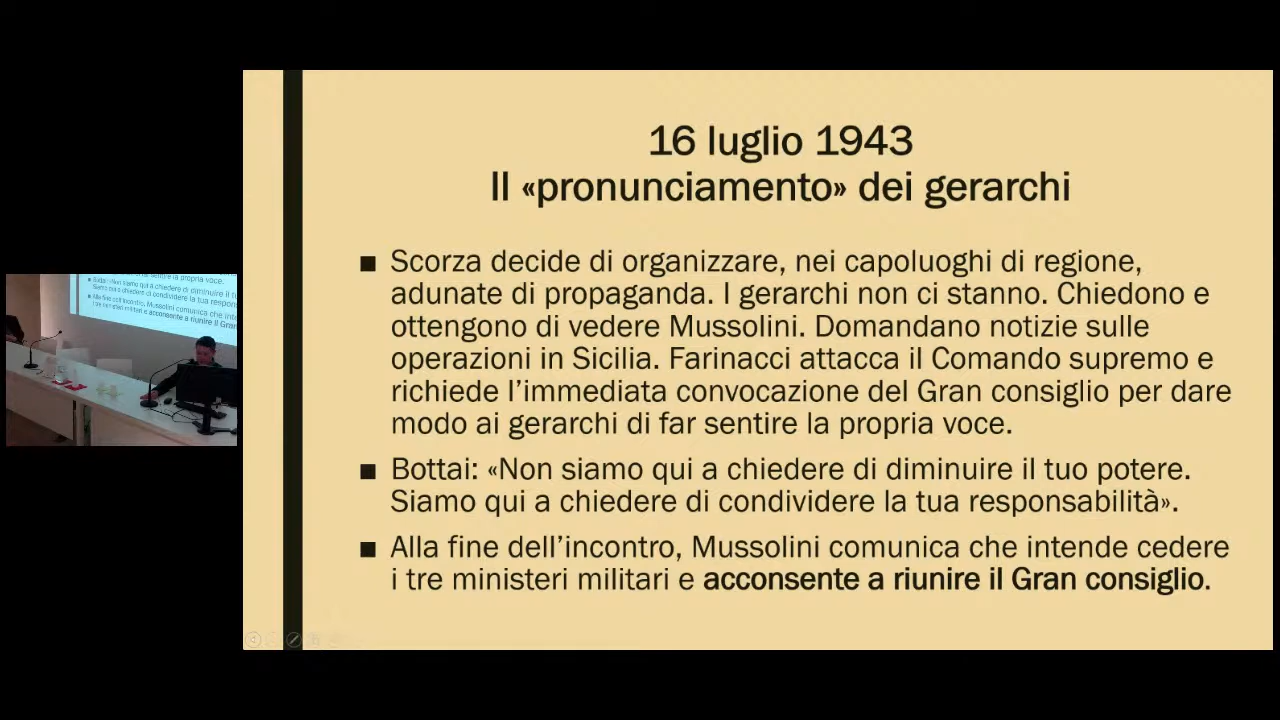 16 luglio 1943
Il «pronunciamento» dei gerarchi
■ Scorza decide di organizzare, nei capoluoghi di regione,
adunate di propaganda. I gerarchi non ci stanno. Chiedono e
ottengono di vedere Mussolini. Domandano notizie sulle
operazioni in Sicilia. Farinacci attacca il Comando supremo e
richiede l’immediata convocazione del Gran consiglio per dare
modo ai gerarchi di far sentire la propria voce.
■ Bottai: «Non siamo qui a chiedere di diminuire il tuo potere.
Siamo qui a chiedere di condividere la tua responsabilità».
■ Alla fine dell’incontro, Mussolini comunica che intende cedere
i tre ministeri militari e acconsente a riunire il Gran consiglio.